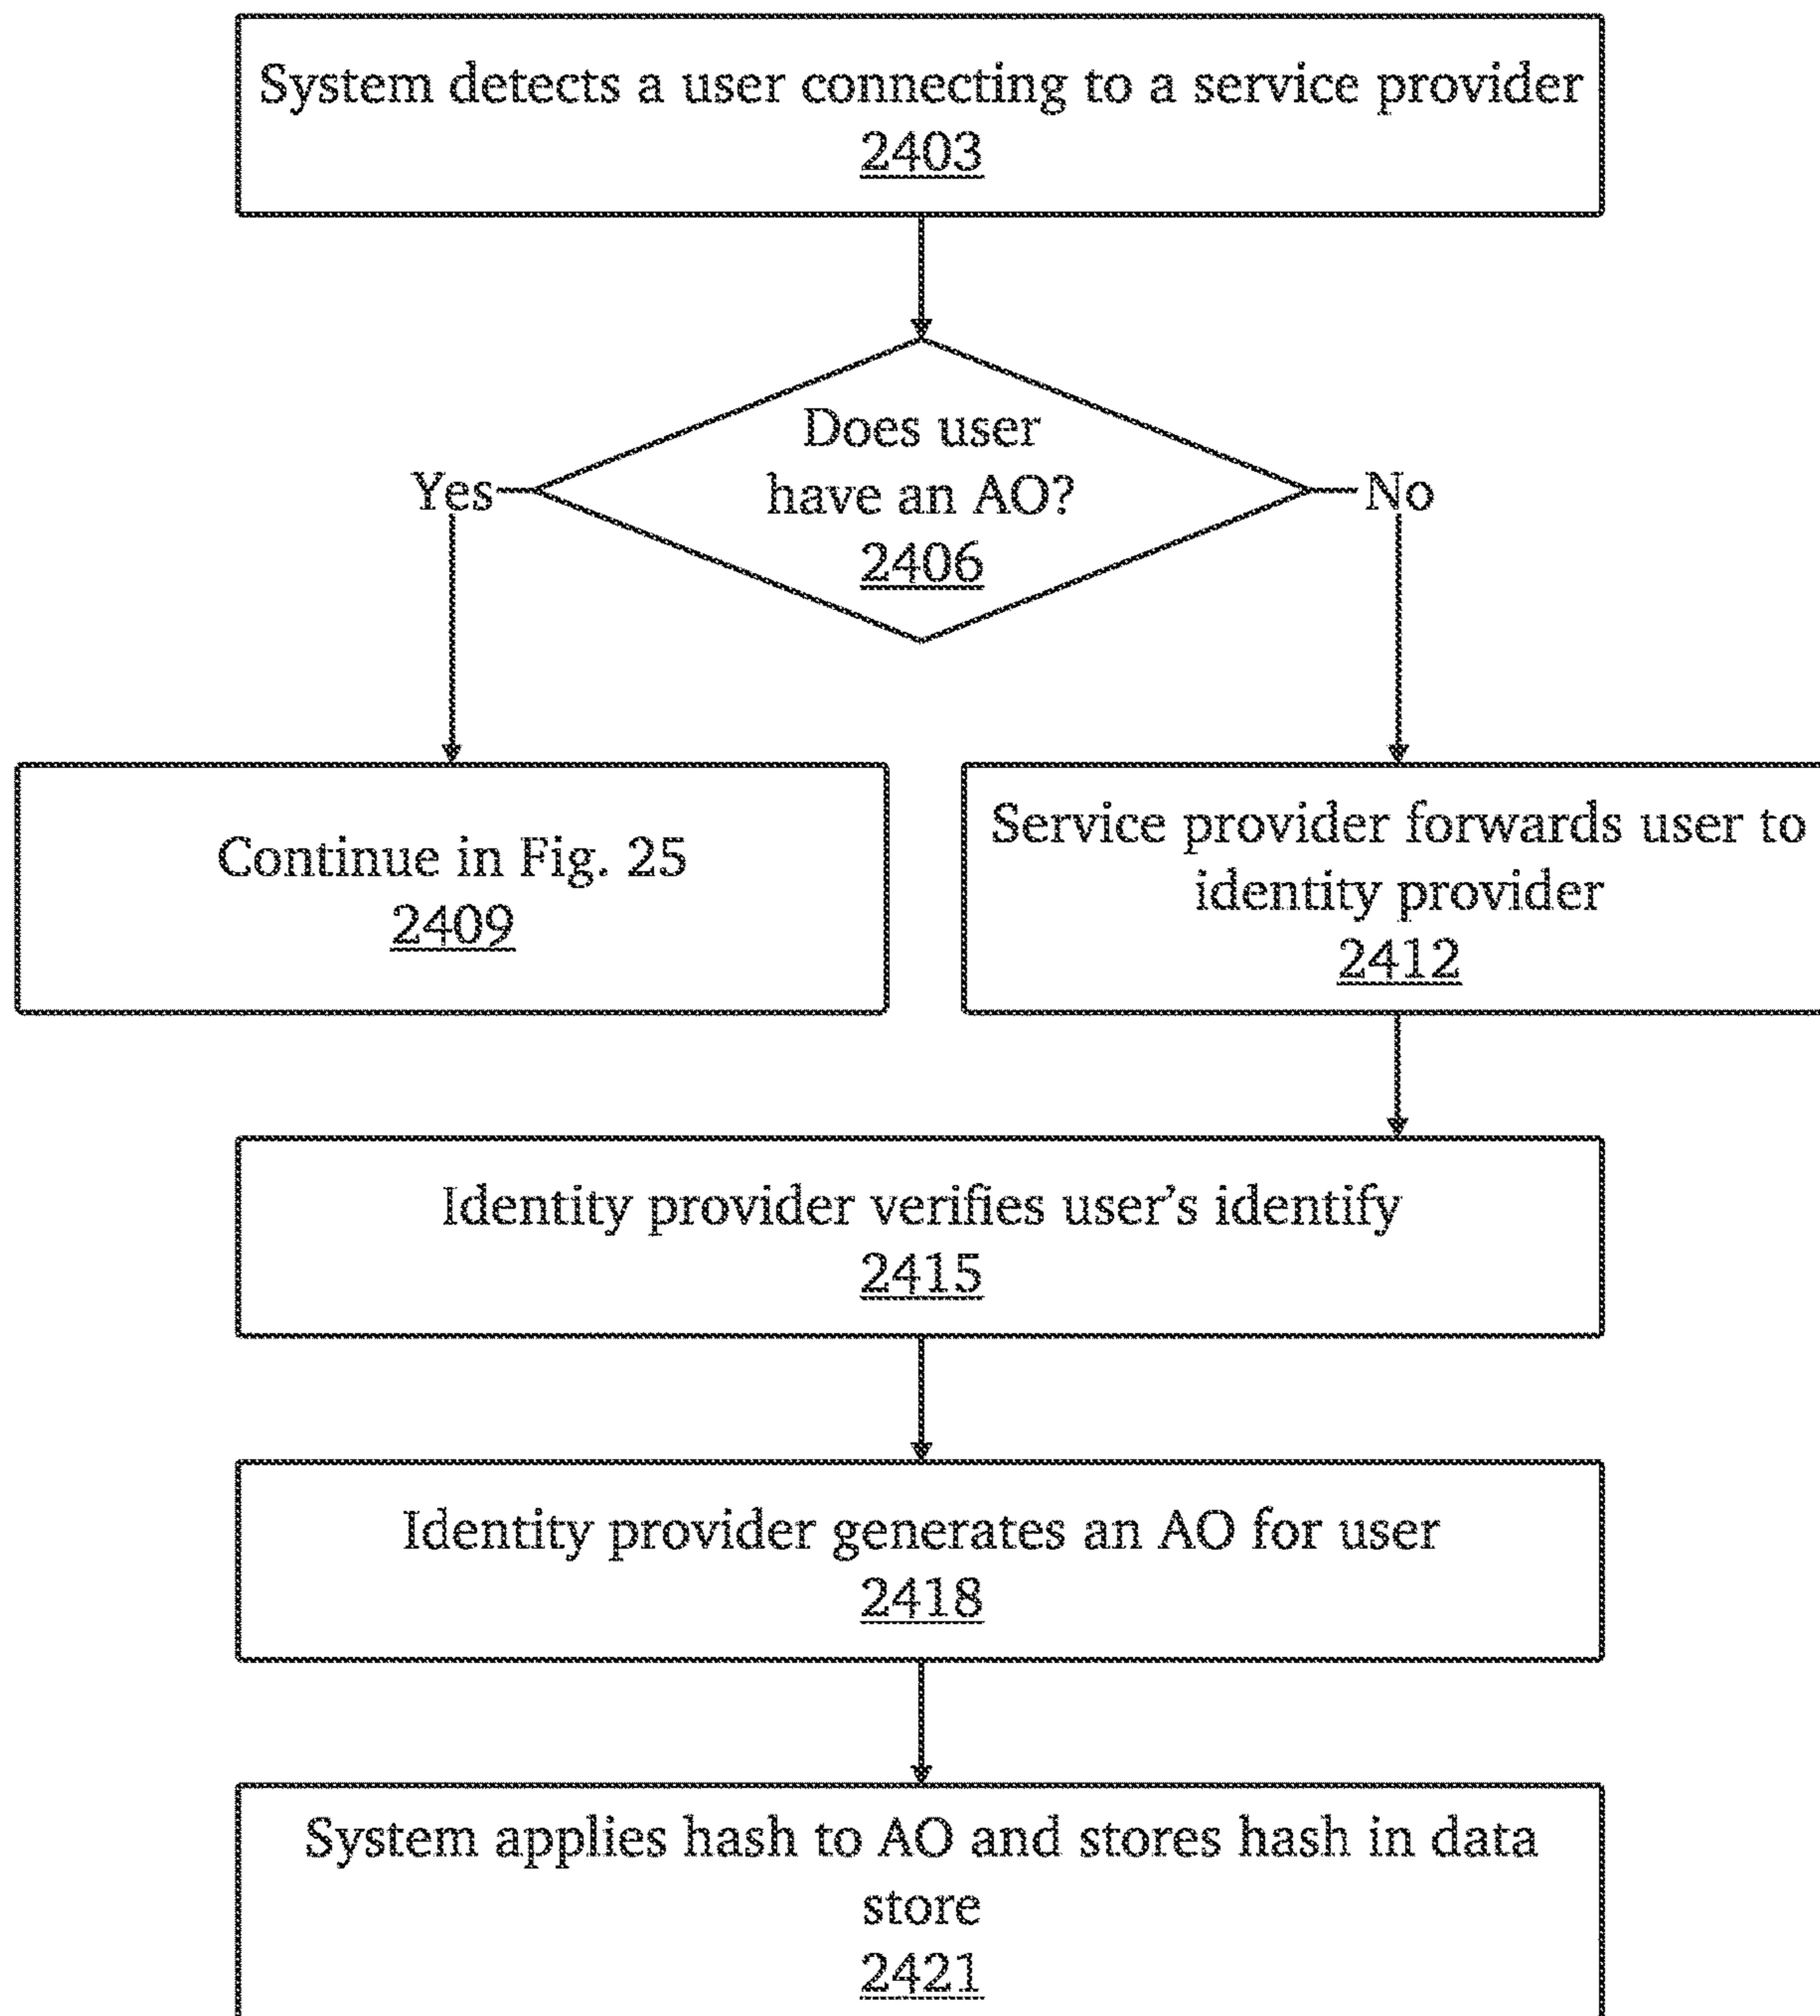 System detects a user connecting to a service provider
2403
Does user
have an AO?
2406
Yes
No
Continue in Fig. 25
2409
Service provider forwards user to
identity provider
2412
Identity provider verifies user's identify
2415
Identity provider generates an AO for user
2418
System applies hash to AO and stores hash in data
store
2421